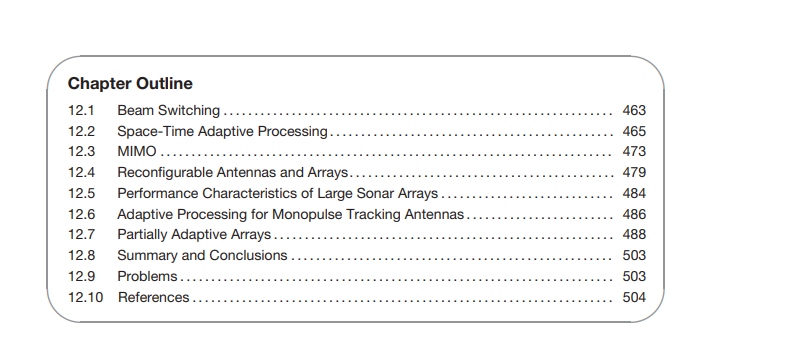 Chapter Outline
12.1 Beam Switching ............................................................... 463
12.2 Space-Time Adaptive Processing.............................................. 465
12.3 MIMO ......................................................................... 473
12.4 Reconfigurable Antennas and Arrays........................................... 479
12.5 Performance Characteristics of Large Sonar Arrays ............................ 484
12.6 Adaptive Processing for Monopulse Tracking Antennas........................ 486
12.7 Partially Adaptive Arrays....................................................... 488
12.8 Summary and Conclusions .................................................... 503
12.9 Problems...................................................................... 503
12.10 References.................................................................... 504